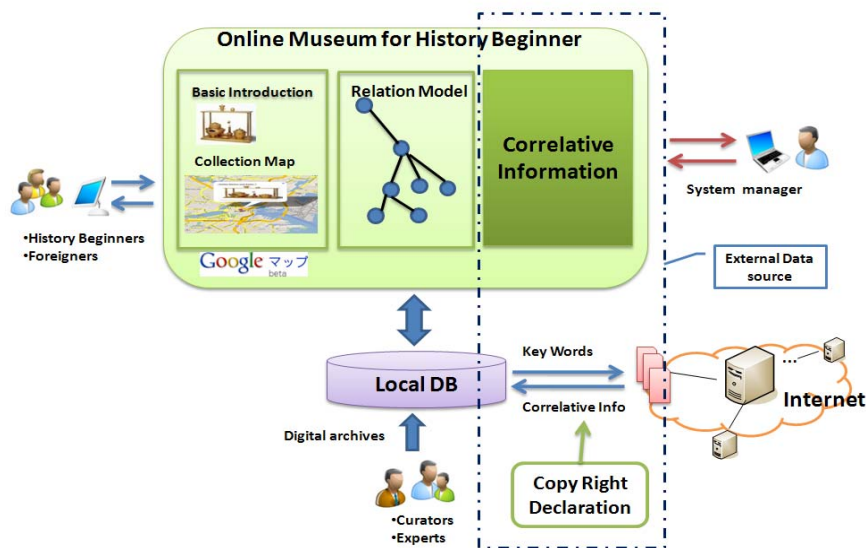 Online Museum for History Beginner
Basic Introduction
Collection Map
Google マップ
beta
Relation Model
Correlative
Information
•History Beginners
•Foreigners
System manager
External Data
source
Local DB
Key Words
Correlative Info
...
Internet
Digital archives
•Curators
•Experts
Copy Right
Declaration